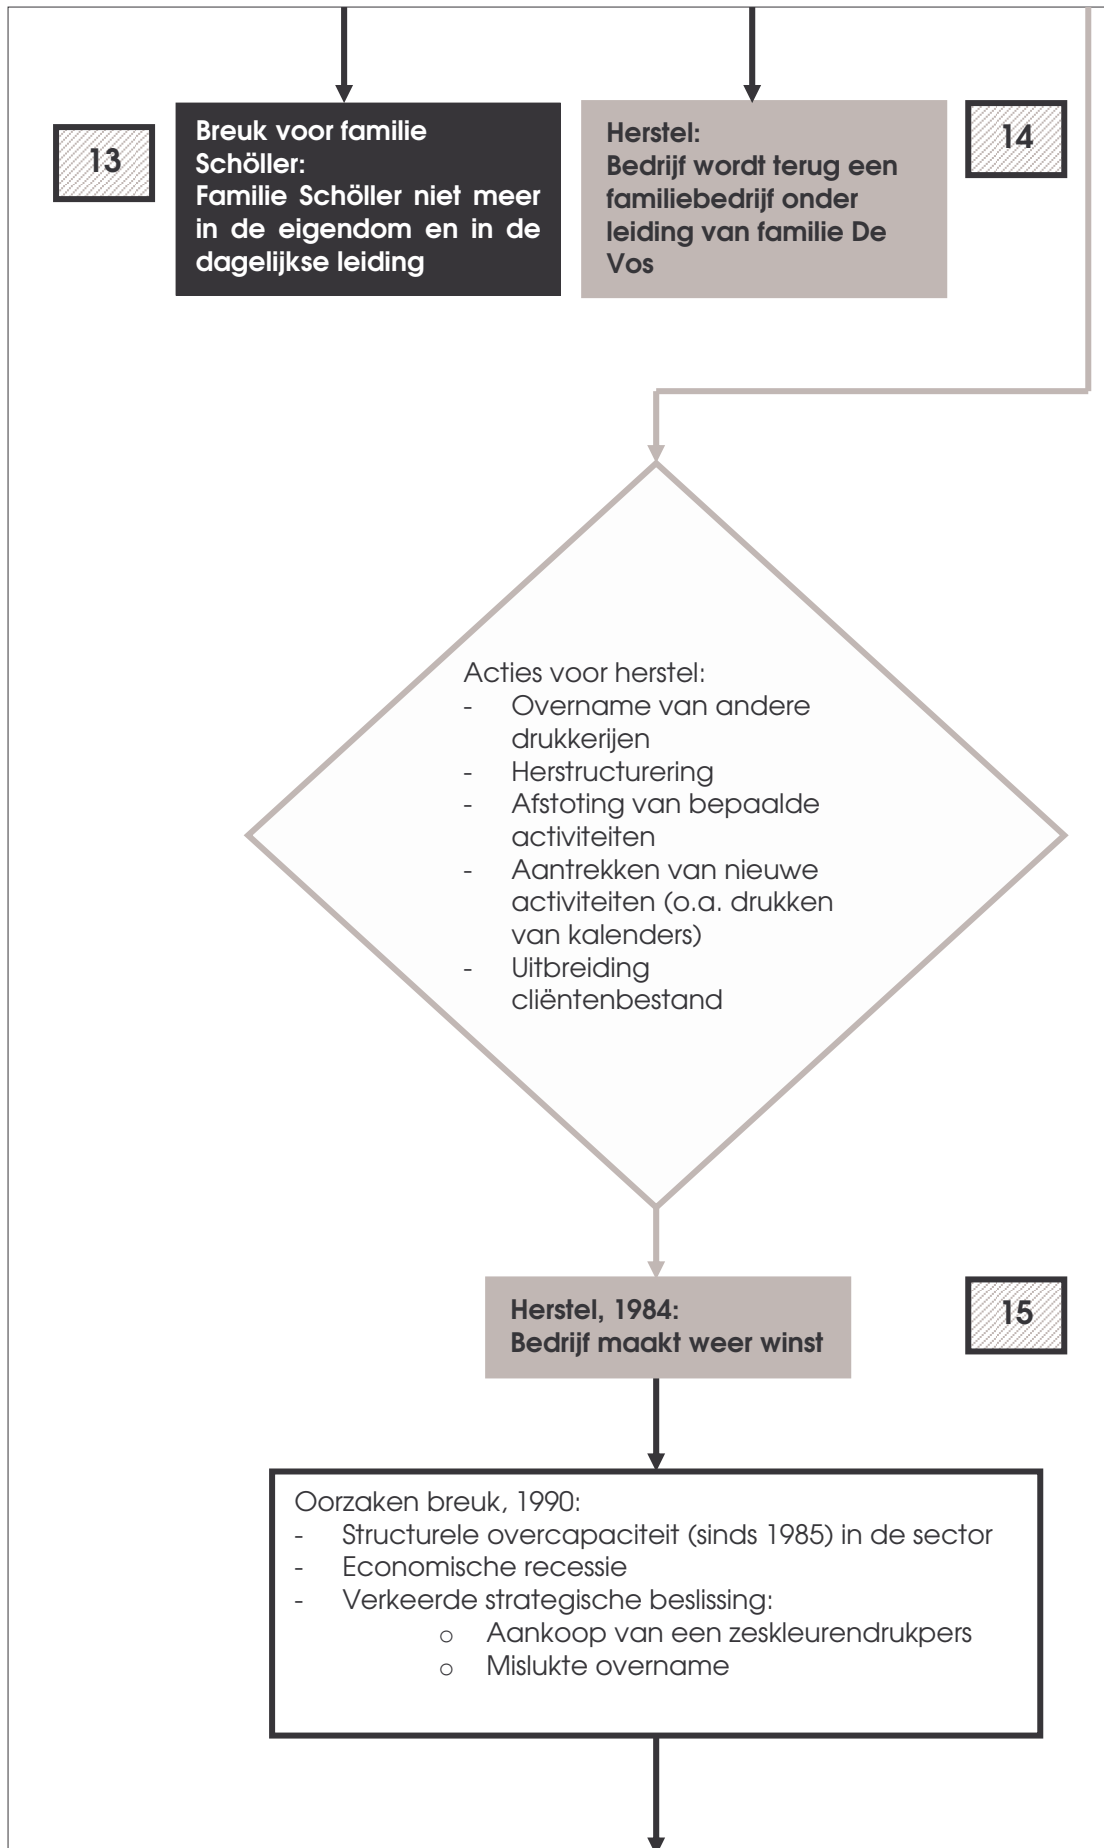 13
Breuk voor familie
Schöller:
Familie Schöller niet meer
in de eigendom en in de
dagelijkse leiding
Herstel:
Bedrijf wordt terug een
familiebedrijf onder
leiding van familie De
Vos
14
Acties voor herstel:
- Overname van andere
drukkerijen
- Herstructurering
- Afstoting van bepaalde
activiteiten
- Aantrekken van nieuwe
activiteiten (o.a. drukken
van kalenders)
- Uitbreiding
cliëntenbestand
Herstel, 1984:
Bedrijf maakt weer winst
15
Oorzaken breuk, 1990:
- Structurele overcapaciteit (sinds 1985) in de sector
- Economische recessie
- Verkeerde strategische beslissing:
o Aankoop van een zeskleurendrukpers
o Mislukte overname